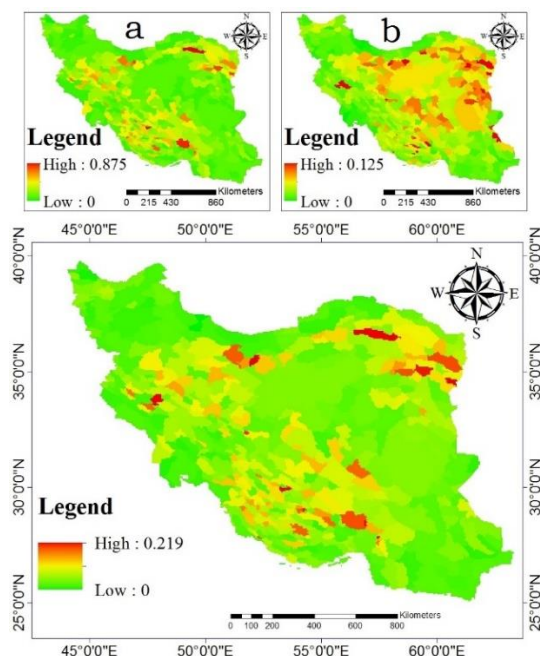 a
N
W E
S
Legend
High : 0.875
Low : 0
Kilometers
0 215 430 860
b
N
W E
S
Legend
High : 0.125
Low : 0
Kilometers
0 215 430 860
45°0'0"E 50°0'0"E 55°0'0"E 60°0'0"E
40°0'0"N
35°0'0"N
30°0'0"N
25°0'0"N
N
W E
S
40°0'0"N
35°0'0"N
30°0'0"N
25°0'0"N
Legend
High : 0.219
Low : 0
Kilometers
0 100 200 400 600 800
45°0'0"E 50°0'0"E 55°0'0"E 60°0'0"E